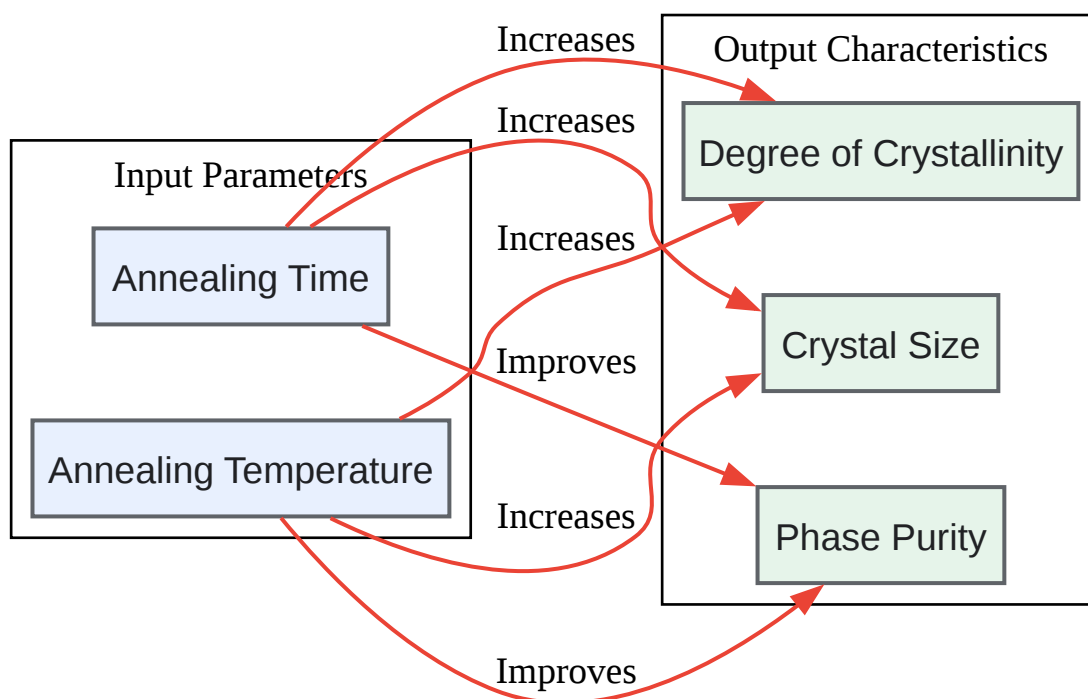 Input Parameters
Annealing Time
Annealing Temperature
Increases
Increases
Increases
Improves
Increases
Improves
Output Characteristics
Degree of Crystallinity
Crystal Size
Phase Purity